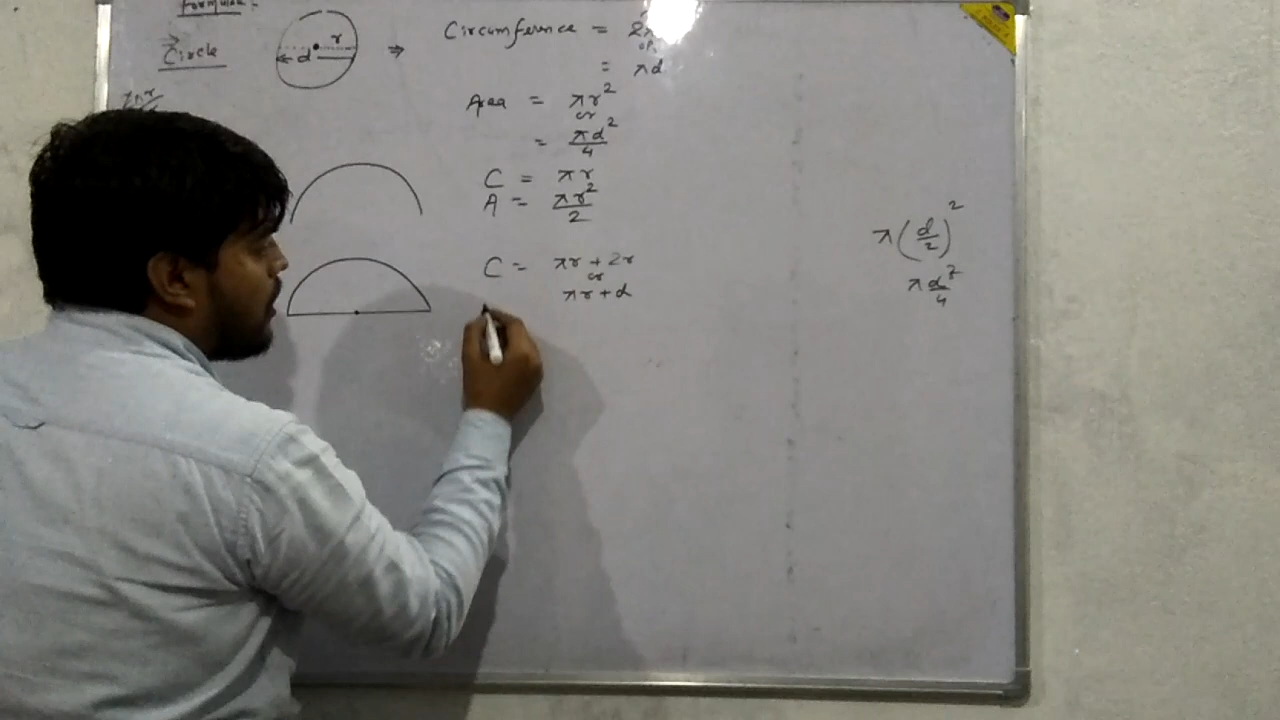 Formulae:-
Circle
r
d
⇒
Circumference = 2π
or
= πd
2πr
Area = πr²
or
= πd²/4
C = πr
A = πr²/2
C = πr + 2r
or
πr + d
π(d/2)²
πd²/4